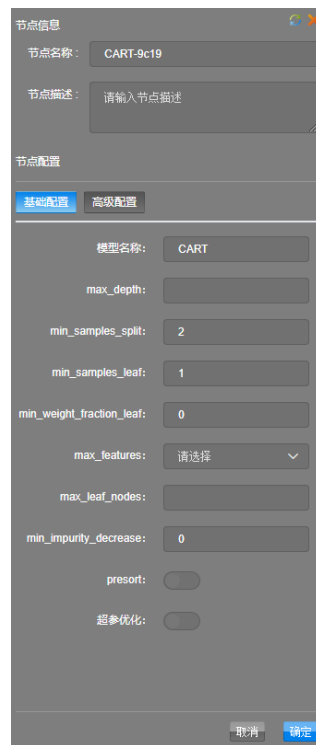 节点信息
节点名称： CART-9c19
节点描述： 请输入节点描述
节点配置
基础配置 高级配置
模型名称： CART
max_depth：
min_samples_split： 2
min_samples_leaf： 1
min_weight_fraction_leaf： 0
max_features： 请选择
max_leaf_nodes：
min_impurity_decrease： 0
presort：
超参优化：
取消 确定